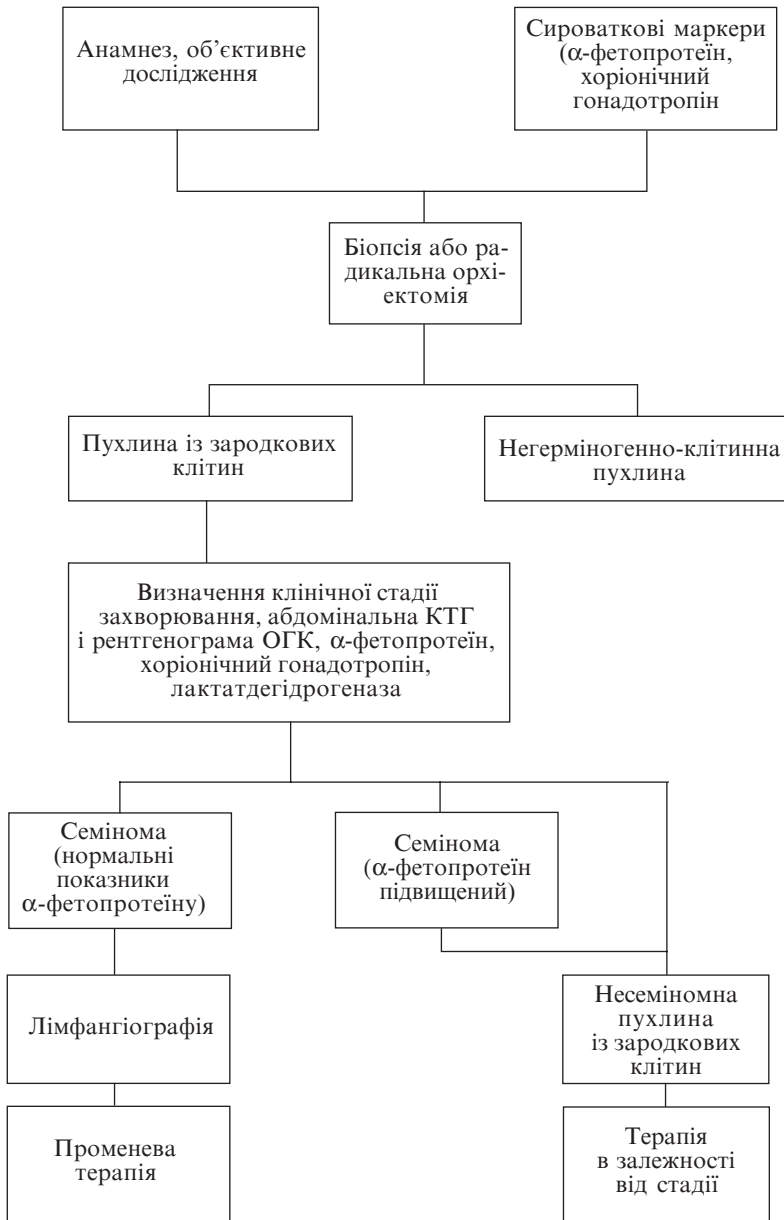 Анамнез, об’єктивне
дослідження
Сироваткові маркери
(α-фетопротеїн,
хоріонічний
гонадотропін
Біопсія або ра-
дикальна орхі-
ектомія
Пухлина із зародкових
клітин
Негерміногенно-клітинна
пухлина
Визначення клінічної стадії
захворювання, абдомінальна КТГ
і рентгенограма ОГК, α-фетопротеїн,
хоріонічний гонадотропін,
лактатдегідрогеназа
Семінома
(нормальні
показники
α-фетопротеїну)
Семінома
(α-фетопротеїн
підвищений)
Лімфангіографія
Несеміномна
пухлина
із зародкових
клітин
Променева
терапія
Терапія
в залежності
від стадії